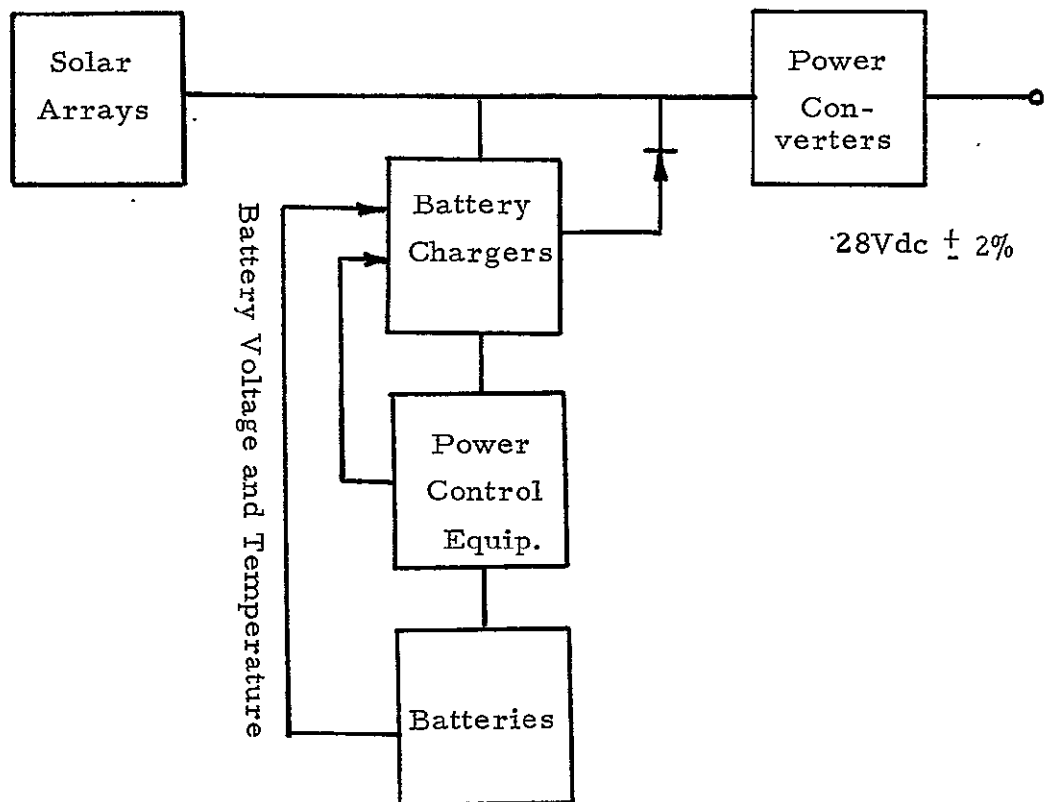 Solar
Arrays
Power
Con-
verters
Battery
Chargers
28Vdc ± 2%
Battery Voltage and Temperature
Power
Control
Equip.
Batteries